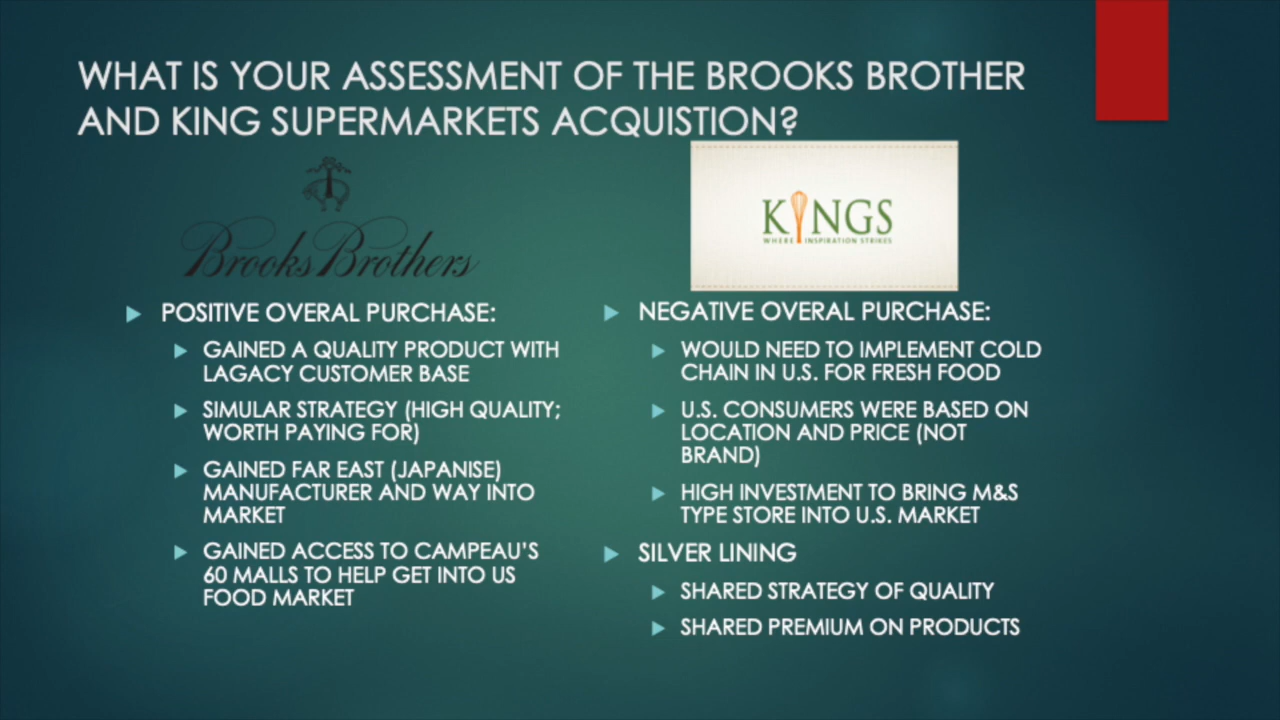 WHAT IS YOUR ASSESSMENT OF THE BROOKS BROTHER
AND KING SUPERMARKETS ACQUISTION?
Brooks Brothers
POSITIVE OVERAL PURCHASE:
GAINED A QUALITY PRODUCT WITH
LAGACY CUSTOMER BASE
SIMULAR STRATEGY (HIGH QUALITY;
WORTH PAYING FOR)
GAINED FAR EAST (JAPANISE)
MANUFACTURER AND WAY INTO
MARKET
GAINED ACCESS TO CAMPEAU'S
60 MALLS TO HELP GET INTO US
FOOD MARKET
KINGS
WHERE INSPIRATION STRIKES
NEGATIVE OVERAL PURCHASE:
WOULD NEED TO IMPLEMENT COLD
CHAIN IN U.S. FOR FRESH FOOD
U.S. CONSUMERS WERE BASED ON
LOCATION AND PRICE (NOT
BRAND)
HIGH INVESTMENT TO BRING M&S
TYPE STORE INTO U.S. MARKET
SILVER LINING
SHARED STRATEGY OF QUALITY
SHARED PREMIUM ON PRODUCTS